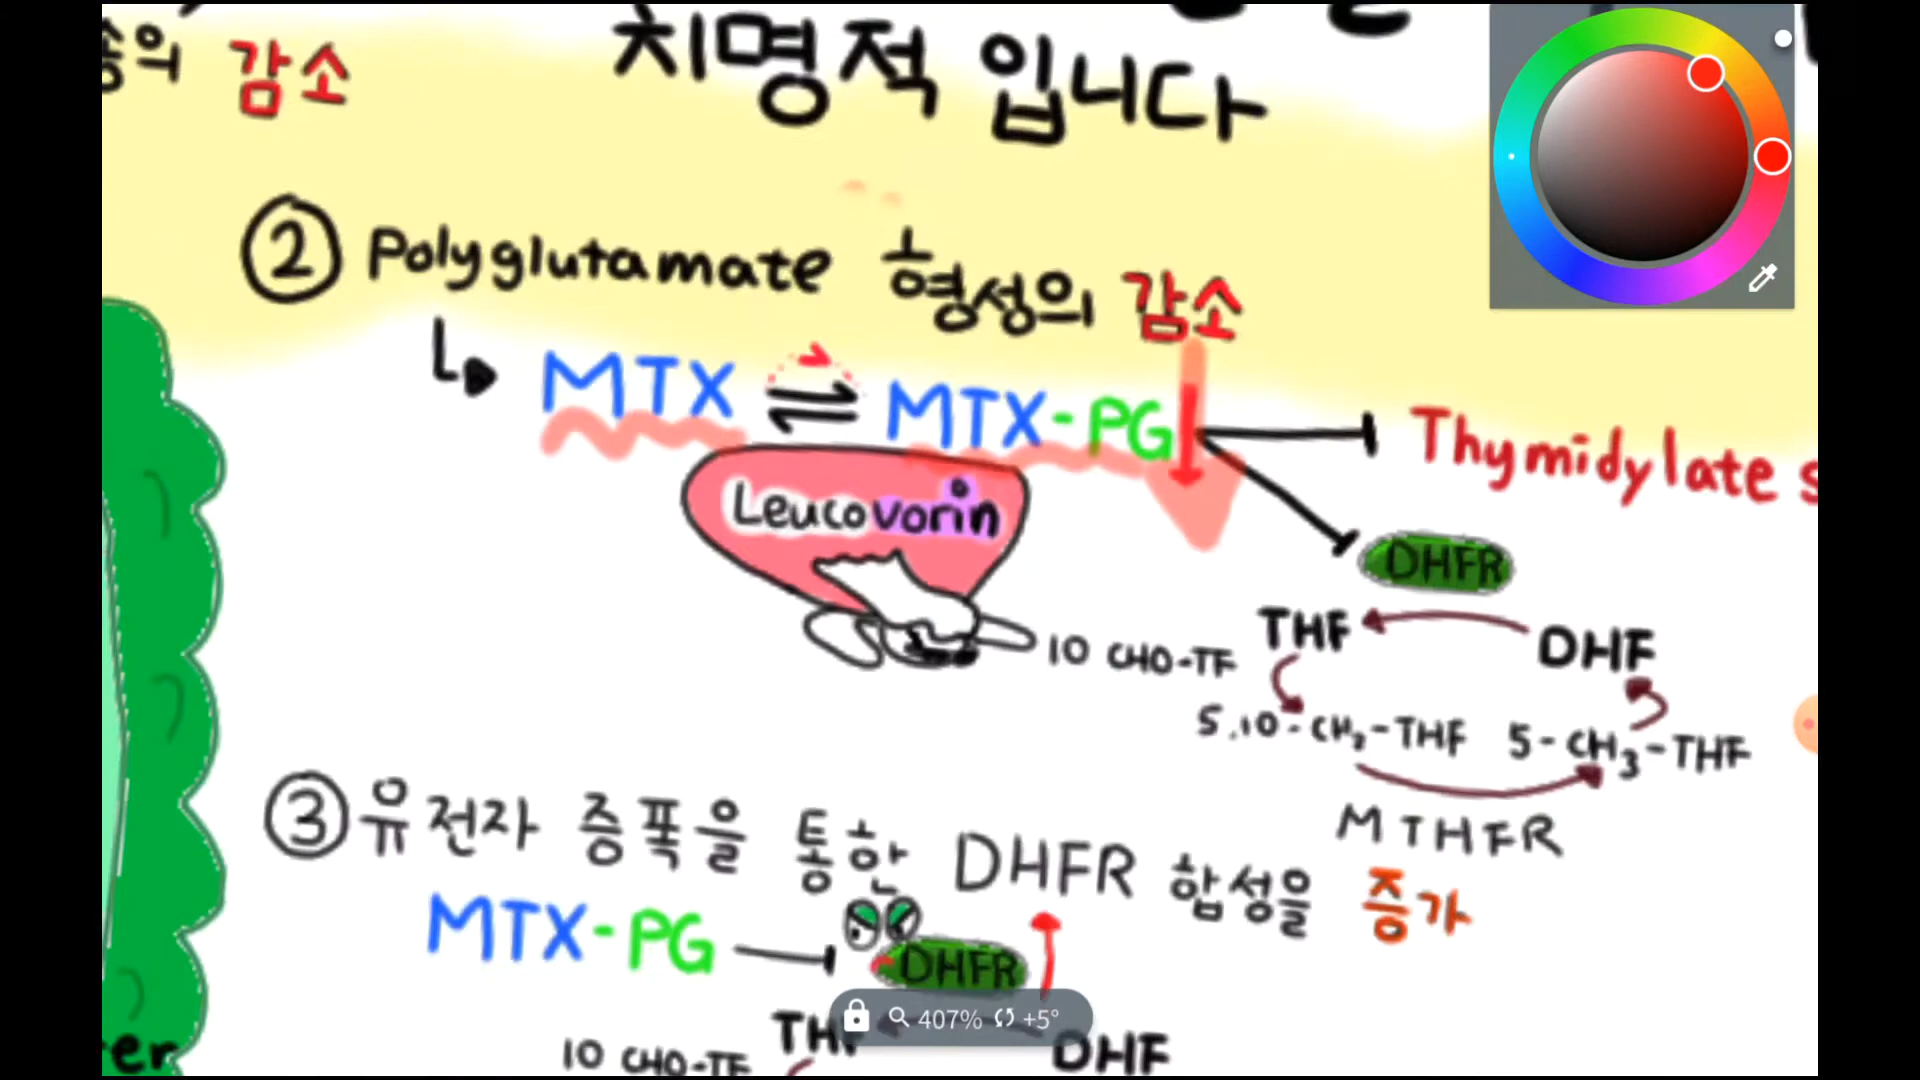 의 감소
치명적 입니다
② Polyglutamate 형성의 감소
MTX ⇌ MTX-PG
Thymidylate s
Leucovorin
DHFR
THF
DHF
10 CHO-TF
5.10-CH2-THF
5-CH3-THF
MTHFR
③ 유전자 증폭을 통한 DHFR 합성을 증가
MTX-PG
DHFR
407% +5°
THF
DHF
10 CHO-TF
er